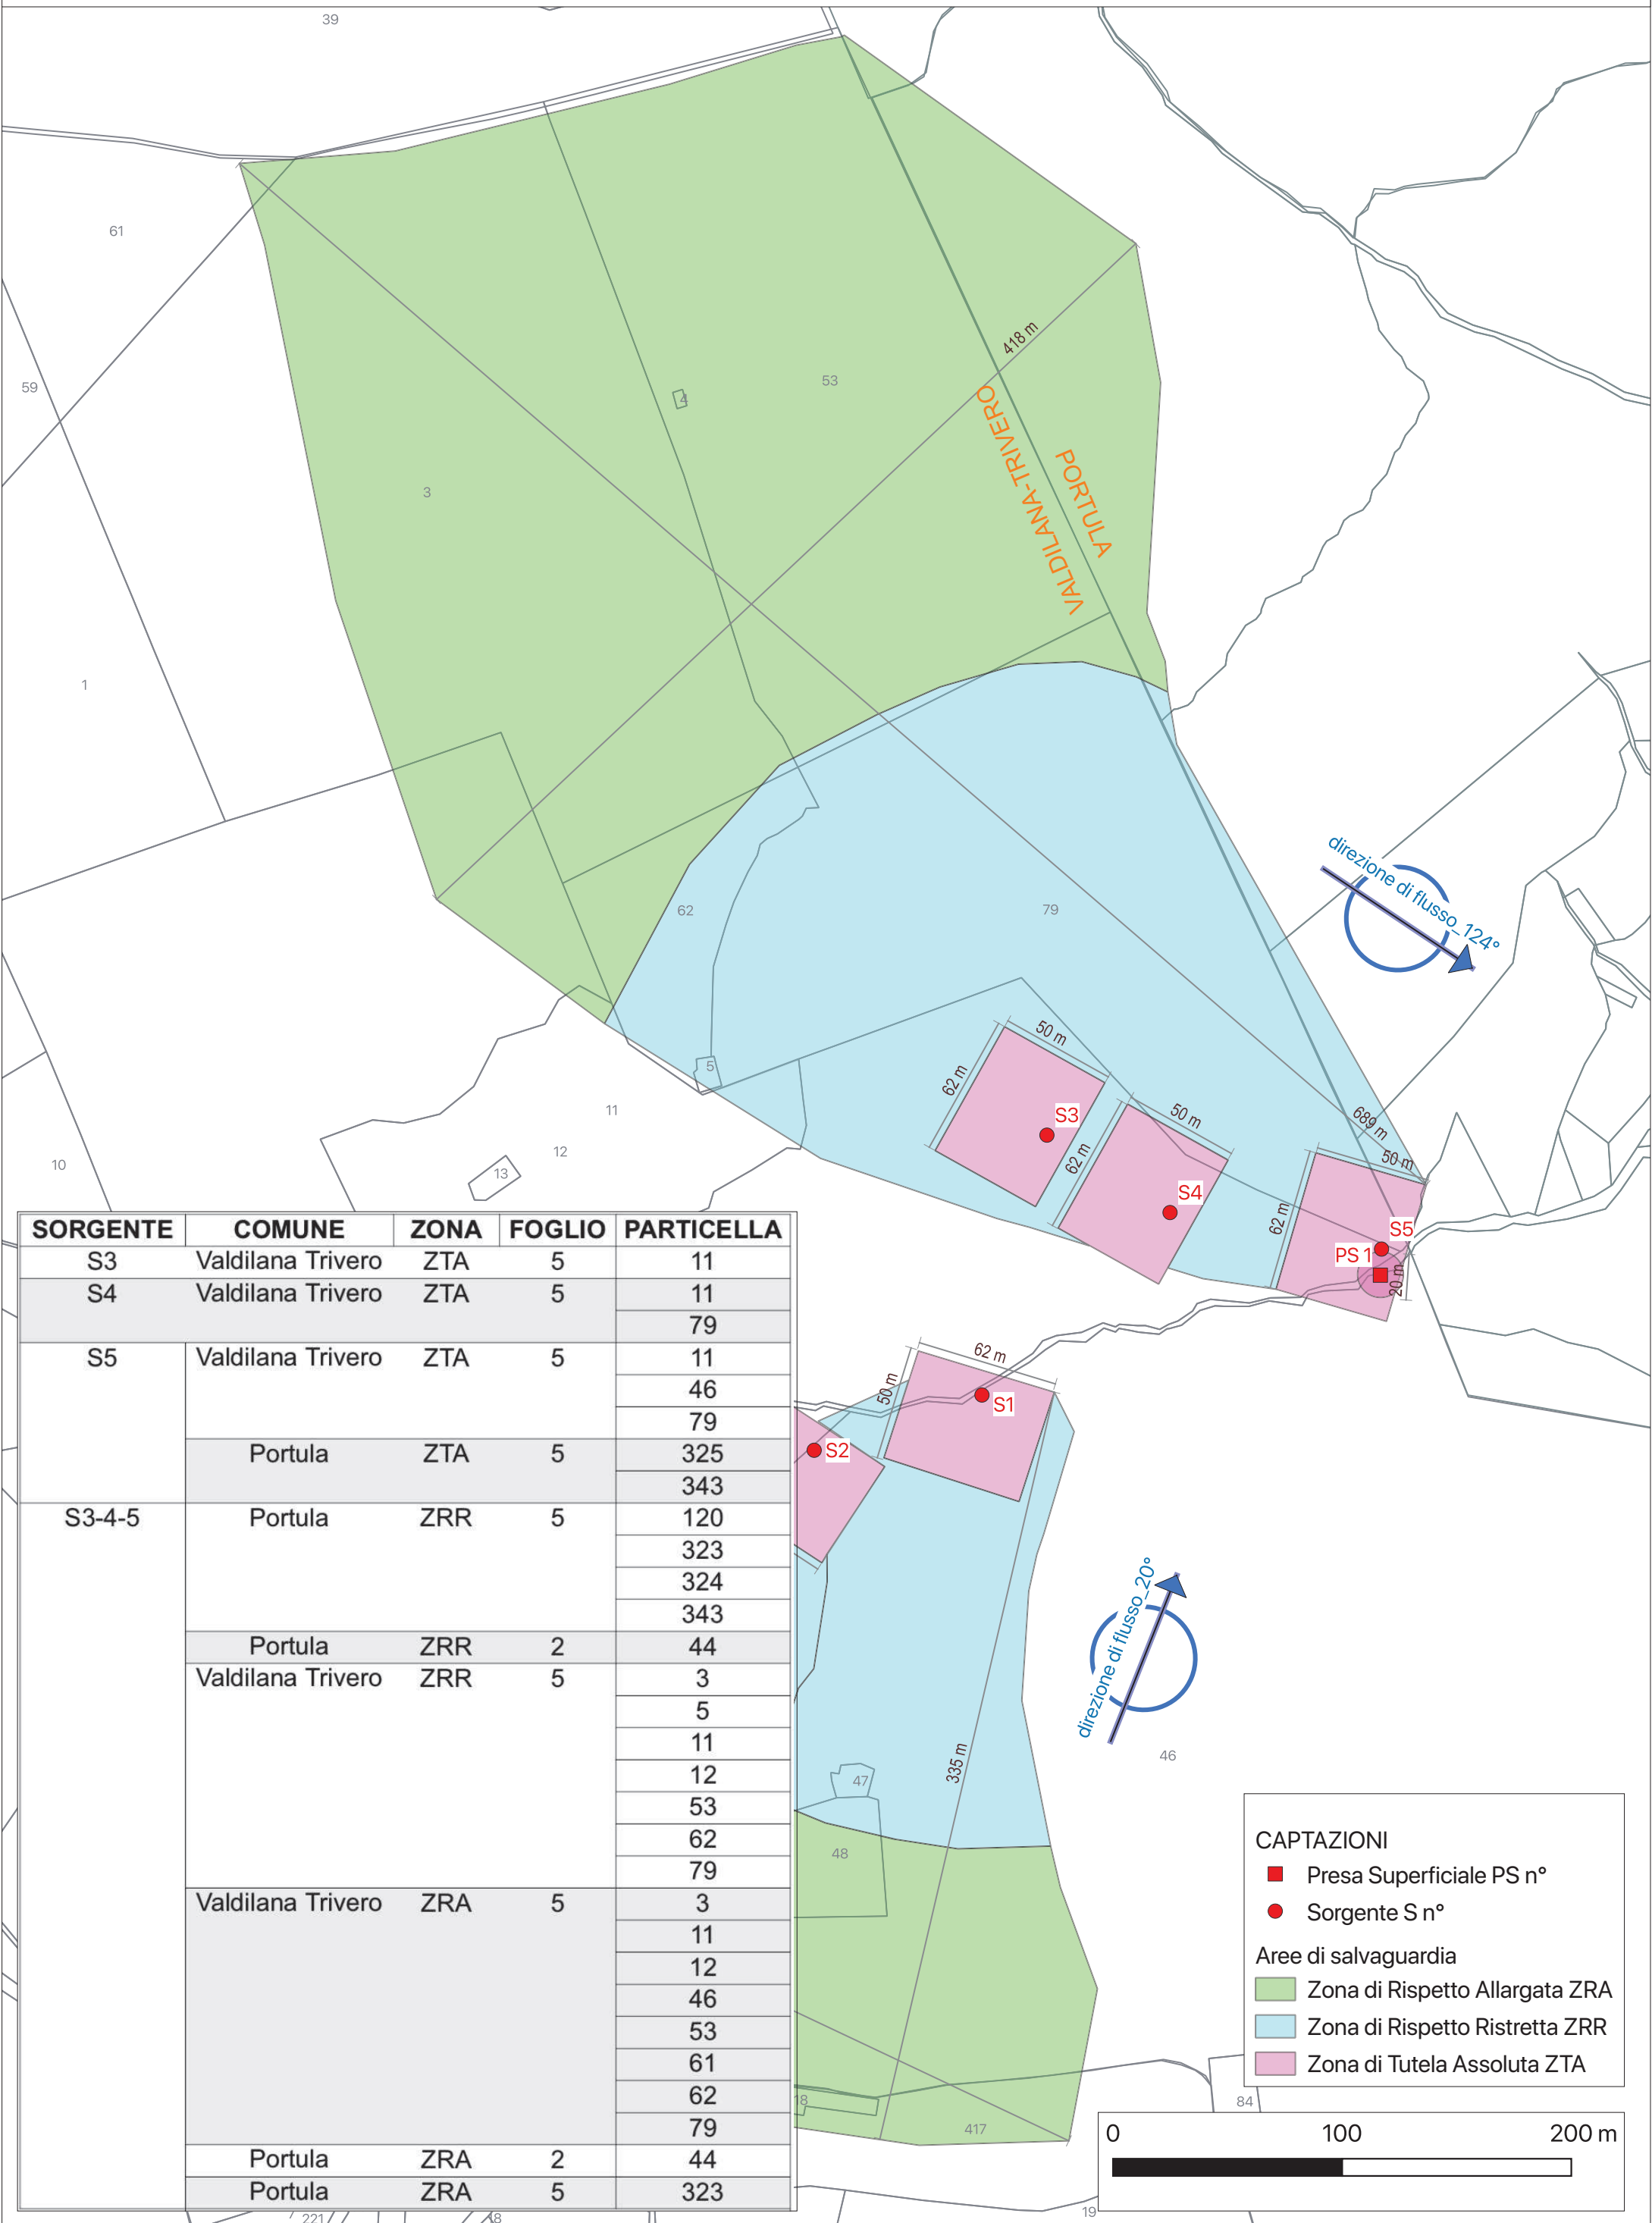 39
61
418 m
59
53
4
VALDILANA-TRIVERO
PORTULA
3
1
direzione di flusso_124°
62
79
50 m
62 m
S3
5
11
12
10
13
50 m
62 m
S4
689 m
50 m
62 m
S5
PS 1
20 m
SORGENTE COMUNE ZONA FOGLIO PARTICELLA
S3 Valdilana Trivero ZTA 5 11
S4 Valdilana Trivero ZTA 5 11
79
S5 Valdilana Trivero ZTA 5 11
46
79
Portula ZTA 5 325
343
S3-4-5 Portula ZRR 5 120
323
324
343
Portula ZRR 2 44
Valdilana Trivero ZRR 5 3
5
11
12
53
62
79
Valdilana Trivero ZRA 5 3
11
12
46
53
61
62
79
Portula ZRA 2 44
Portula ZRA 5 323
62 m
50 m
S1
S2
direzione di flusso_20°
335 m
46
47
48
18
417
84
19
221
CAPTAZIONI
Presa Superficiale PS n°
Sorgente S n°
Aree di salvaguardia
Zona di Rispetto Allargata ZRA
Zona di Rispetto Ristretta ZRR
Zona di Tutela Assoluta ZTA
0 100 200 m